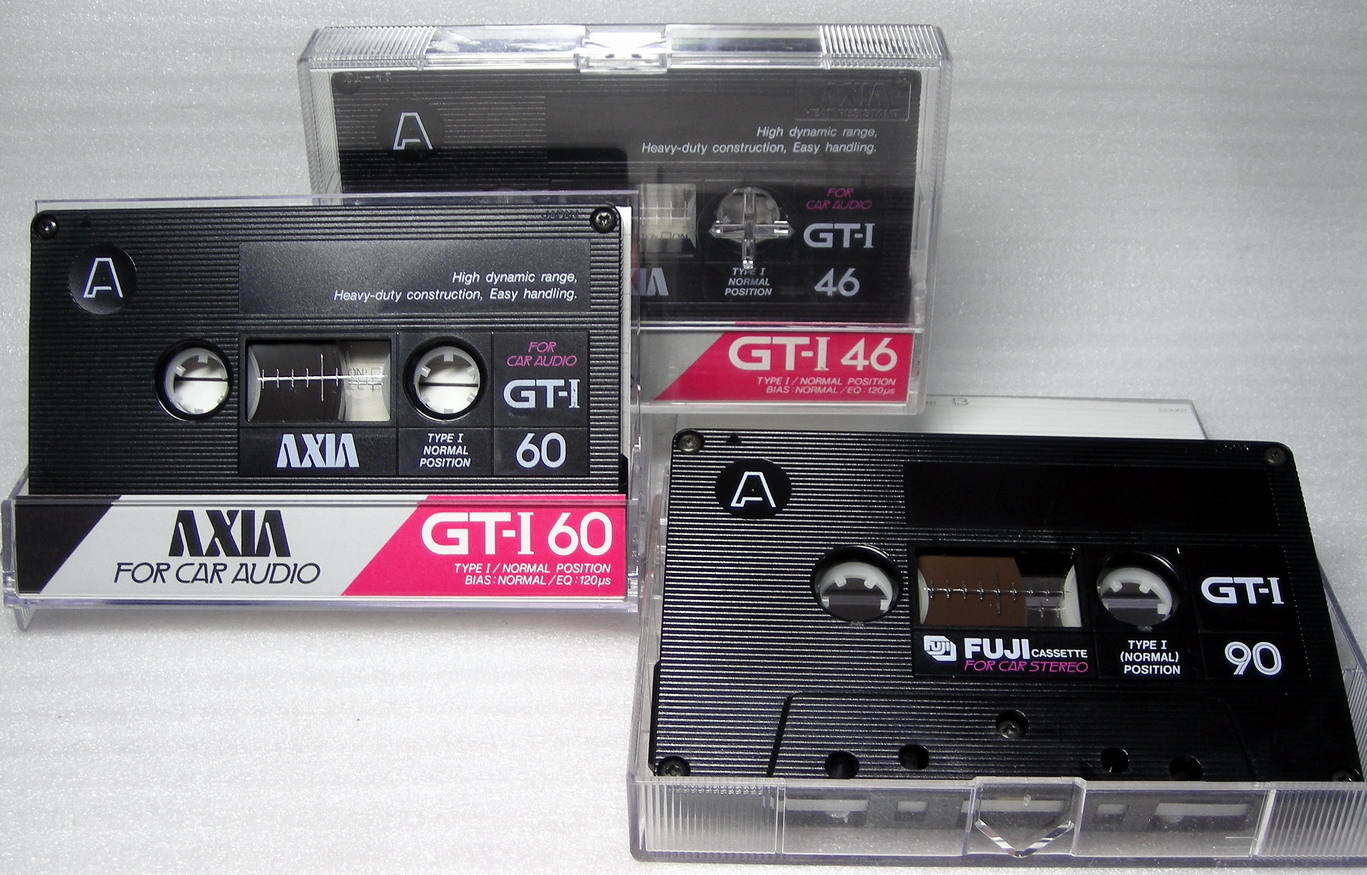 A
High dynamic range,
Heavy-duty construction, Easy handling.
FOR
CAR AUDIO
GT-I
TYPE I
NORMAL
POSITION
46
GT-I 46
TYPE I / NORMAL POSITION
BIAS : NORMAL / EQ : 120µs
A
High dynamic range,
Heavy-duty construction, Easy handling.
FOR
CAR AUDIO
GT-I
AXIA
TYPE I
NORMAL
POSITION
60
AXIA
FOR CAR AUDIO
GT-I 60
TYPE I / NORMAL POSITION
BIAS : NORMAL / EQ : 120µs
A
GT-I
FUJI
FUJI CASSETTE
FOR CAR STEREO
TYPE I
(NORMAL)
POSITION
90